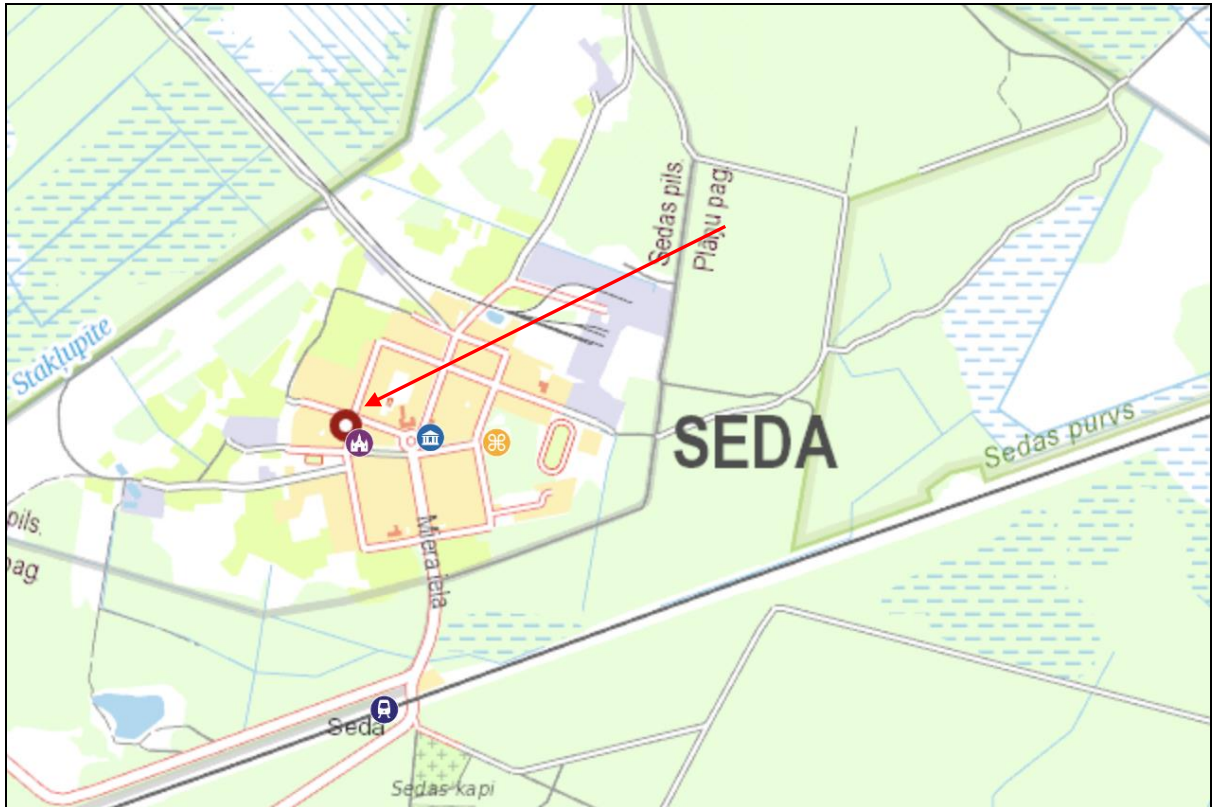 Sedas pils.
Plāņu pag
Stakļupīte
SEDA
Sedas purvs
pils.
pag
Miera iela
Seda
Sedas kapi